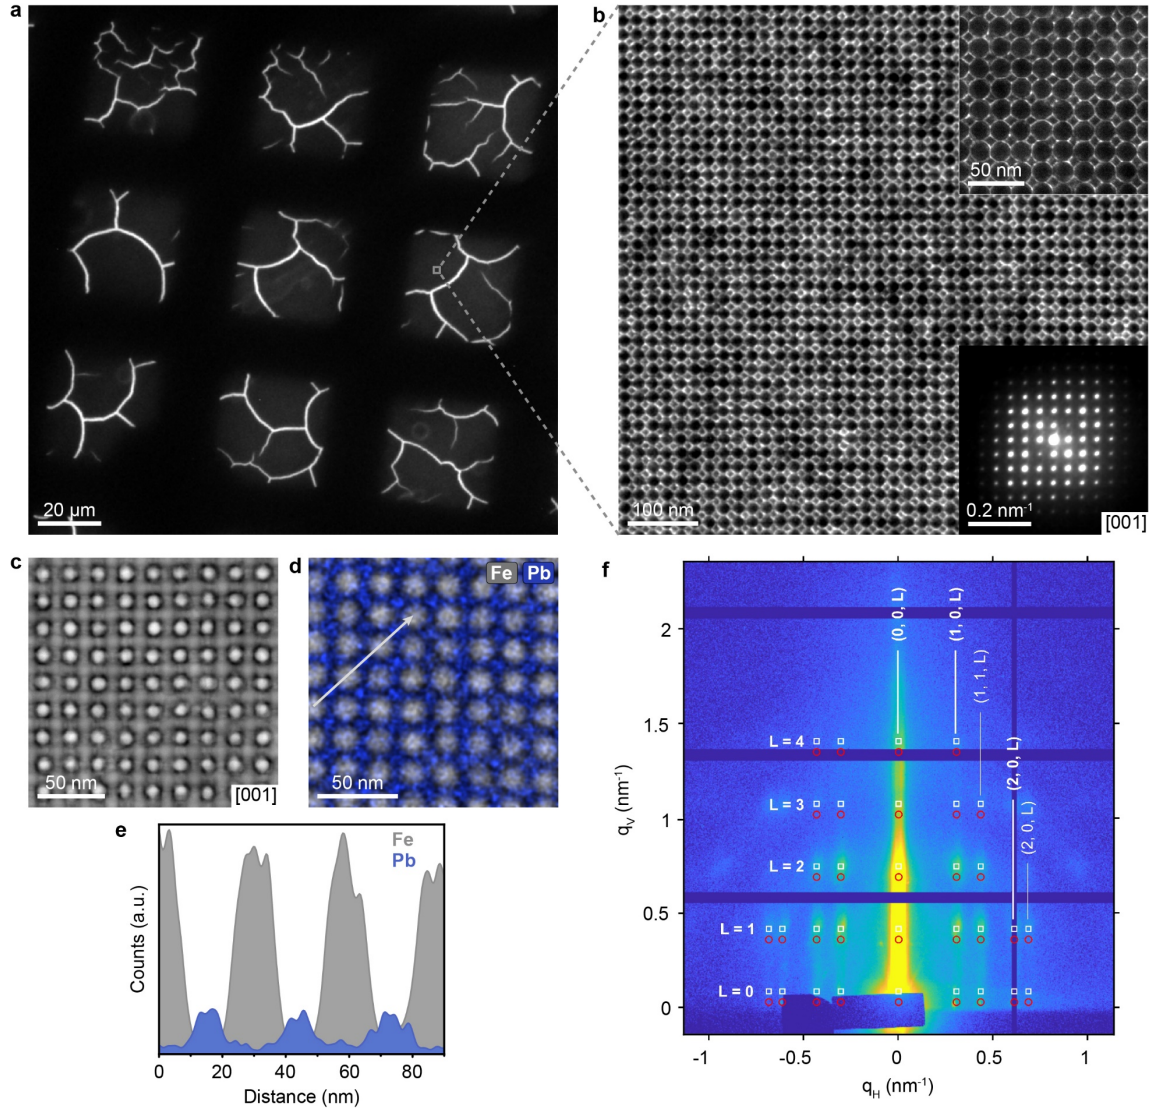 a
20 μm
b
50 nm
100 nm
0.2 nm⁻¹
[001]
c
50 nm
[001]
d
Fe Pb
50 nm
e
Fe
Pb
Counts (a.u.)
0 20 40 60 80
Distance (nm)
f
(0, 0, L)
(1, 0, L)
(1, 1, L)
(2, 0, L)
(2, 0, L)
L = 4
L = 3
L = 2
L = 1
L = 0
2
1.5
1
0.5
0
qV (nm⁻¹)
-1 -0.5 0 0.5 1
qH (nm⁻¹)